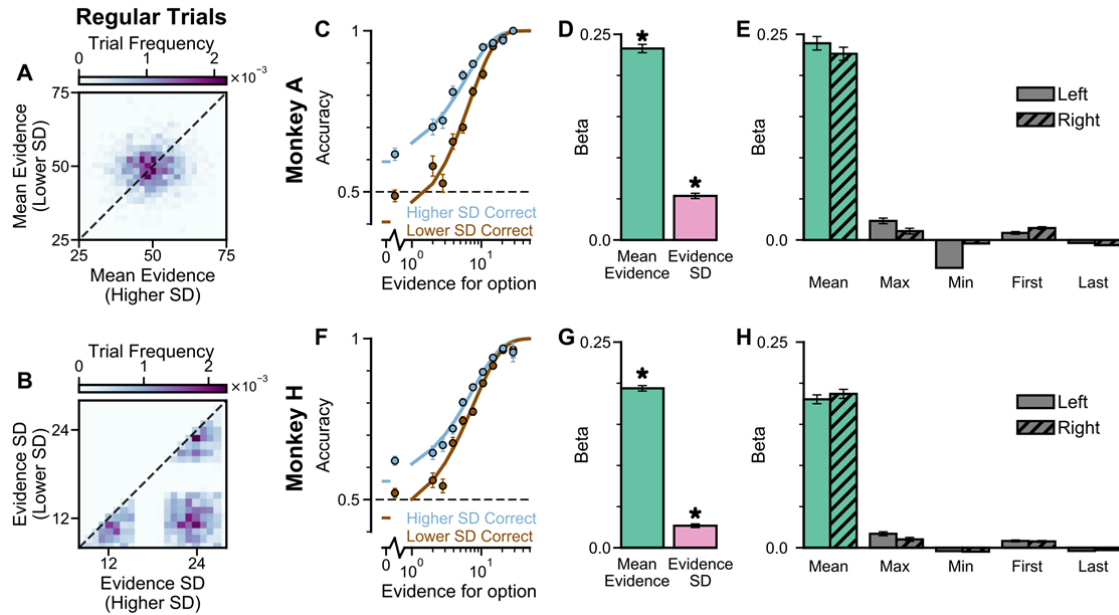 Regular Trials
Trial Frequency
0 1 2
×10⁻³
A
75
50
25
Mean Evidence
(Lower SD)
25 50 75
Mean Evidence
(Higher SD)
B
Trial Frequency
0 1 2
×10⁻³
24
12
Evidence SD
(Lower SD)
12 24
Evidence SD
(Higher SD)
Monkey A
C
1
0.5
Accuracy
Higher SD Correct
Lower SD Correct
0 10⁰ 10¹
Evidence for option
D
0.25
0.0
Beta
*
*
Mean
Evidence
Evidence
SD
E
0.25
0.0
Beta
Left
Right
Mean Max Min First Last
Monkey H
F
1
0.5
Accuracy
Higher SD Correct
Lower SD Correct
0 10⁰ 10¹
Evidence for option
G
0.25
0.0
Beta
*
*
Mean
Evidence
Evidence
SD
H
0.25
0.0
Beta
Left
Right
Mean Max Min First Last